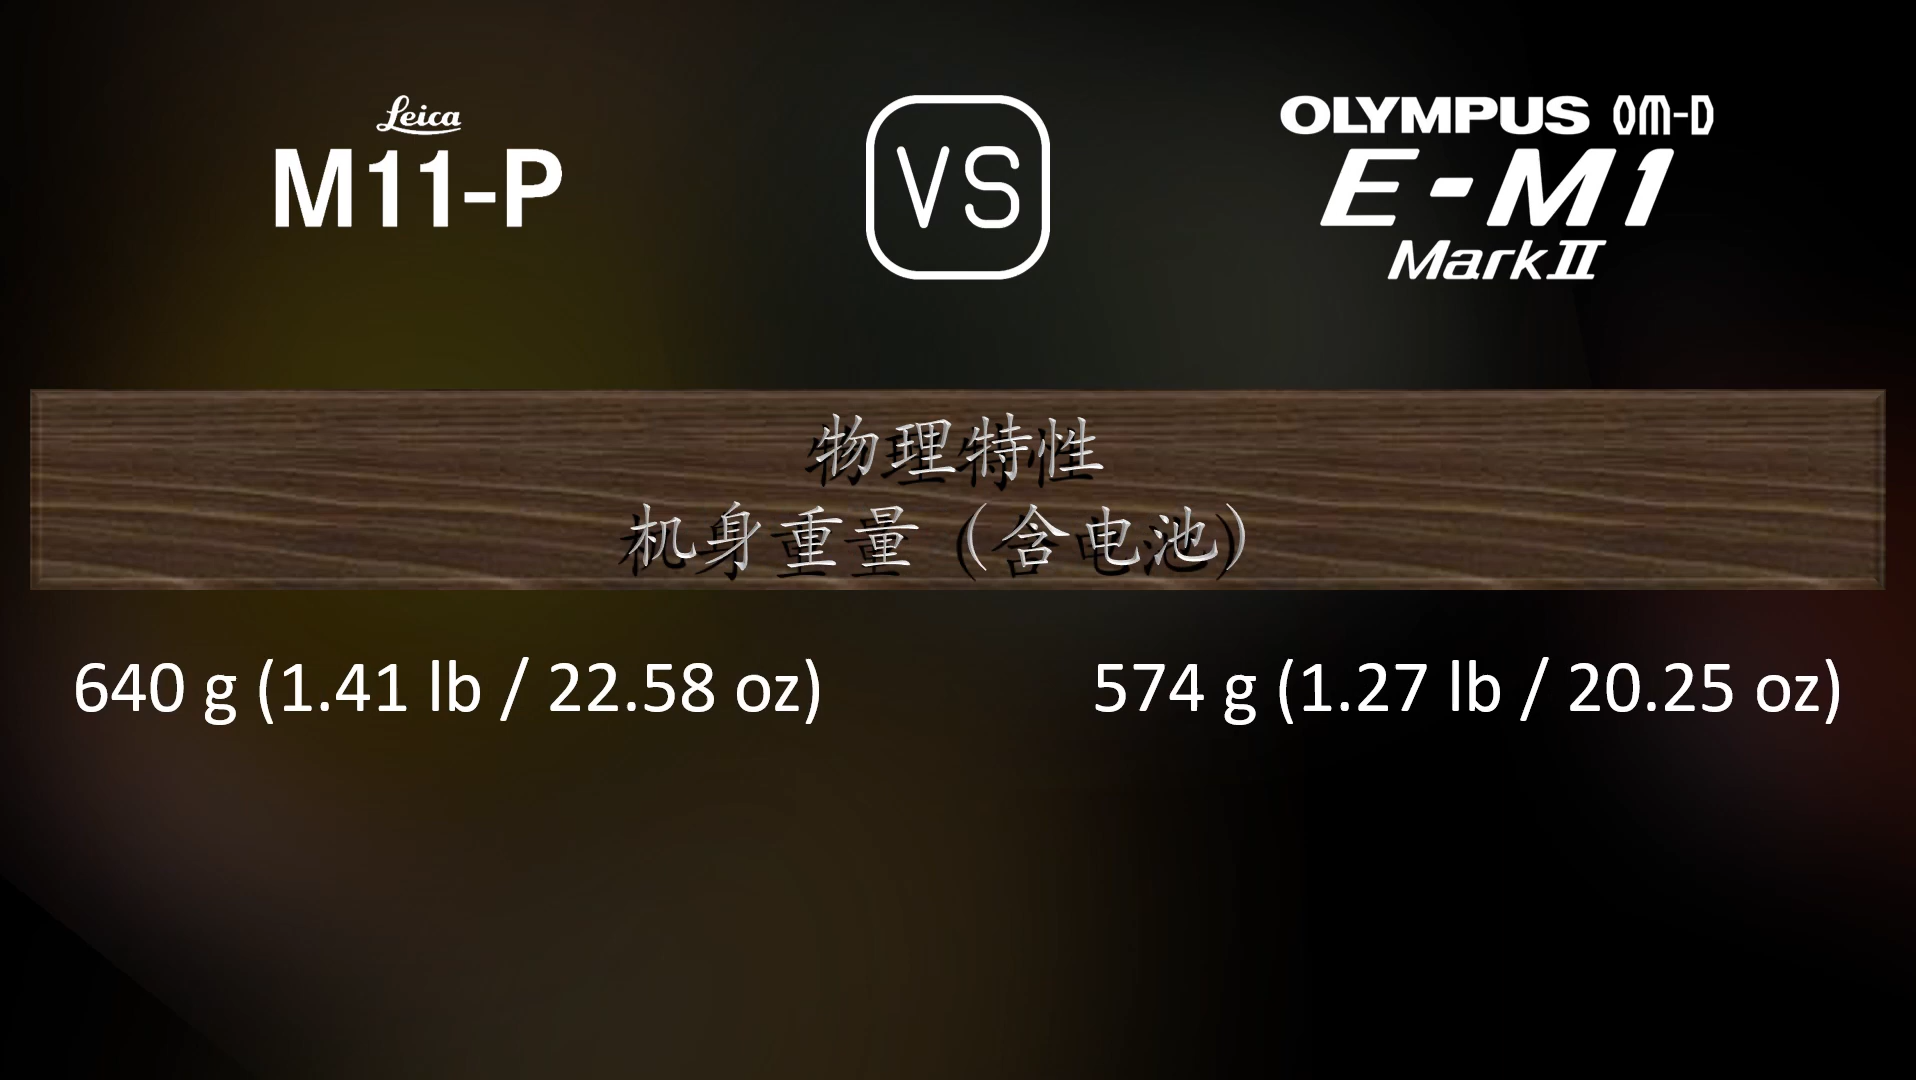 Leica
M11-P
VS
OLYMPUS OM-D
E-M1
Mark II
物理特性
机身重量（含电池）
640 g (1.41 lb / 22.58 oz)
574 g (1.27 lb / 20.25 oz)